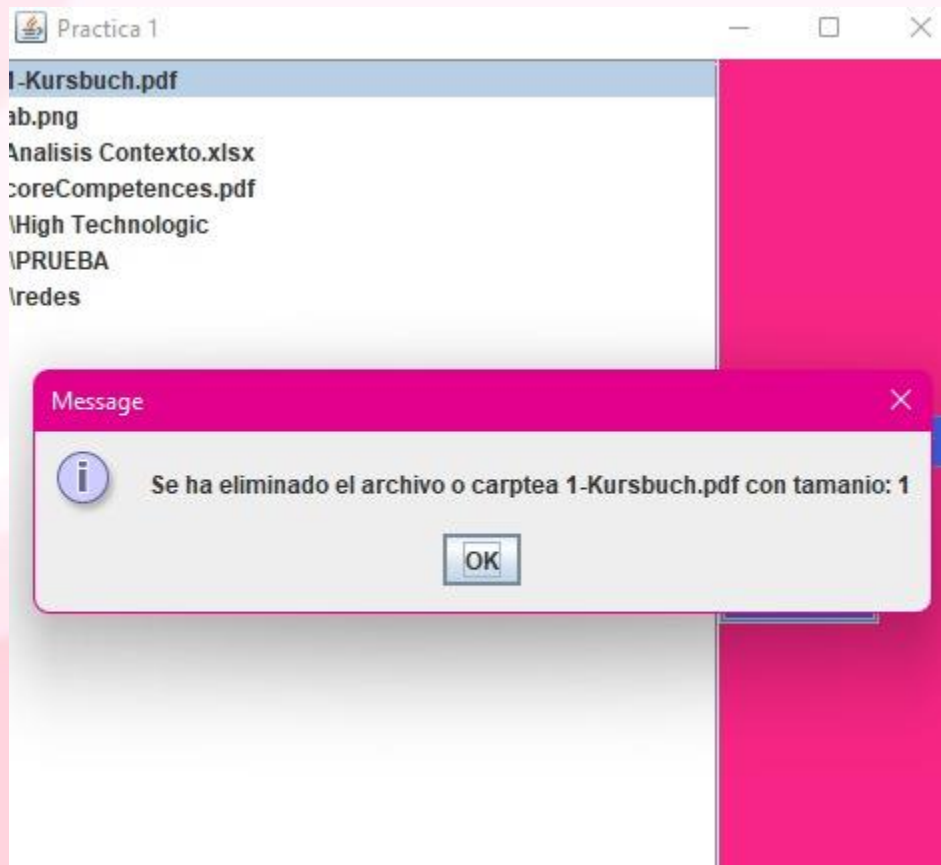 Practica 1
1-Kursbuch.pdf
ab.png
Analisis Contexto.xlsx
coreCompetences.pdf
\High Technologic
\PRUEBA
\redes
Message
i
Se ha eliminado el archivo o carptea 1-Kursbuch.pdf con tamanio: 1
OK